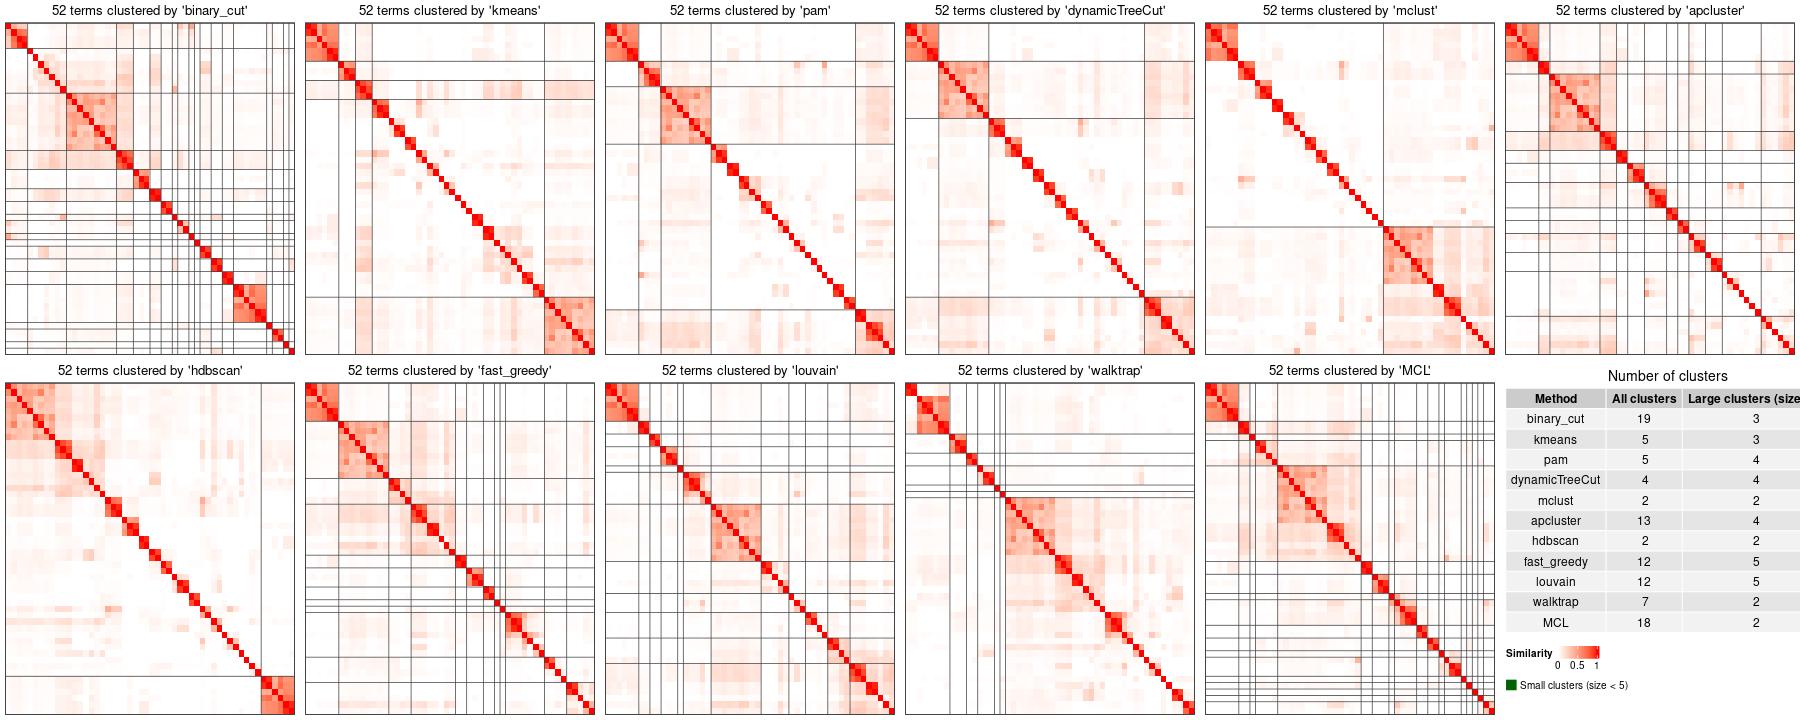 52 terms clustered by 'binary_cut'
52 terms clustered by 'kmeans'
52 terms clustered by 'pam'
52 terms clustered by 'dynamicTreeCut'
52 terms clustered by 'mclust'
52 terms clustered by 'apcluster'
52 terms clustered by 'hdbscan'
52 terms clustered by 'fast_greedy'
52 terms clustered by 'louvain'
52 terms clustered by 'walktrap'
52 terms clustered by 'MCL'
Number of clusters
Method All clusters Large clusters (size
binary_cut 19 3
kmeans 5 3
pam 5 4
dynamicTreeCut 4 4
mclust 2 2
apcluster 13 4
hdbscan 2 2
fast_greedy 12 5
louvain 12 5
walktrap 7 2
MCL 18 2
Similarity
0 0.5 1
Small clusters (size < 5)